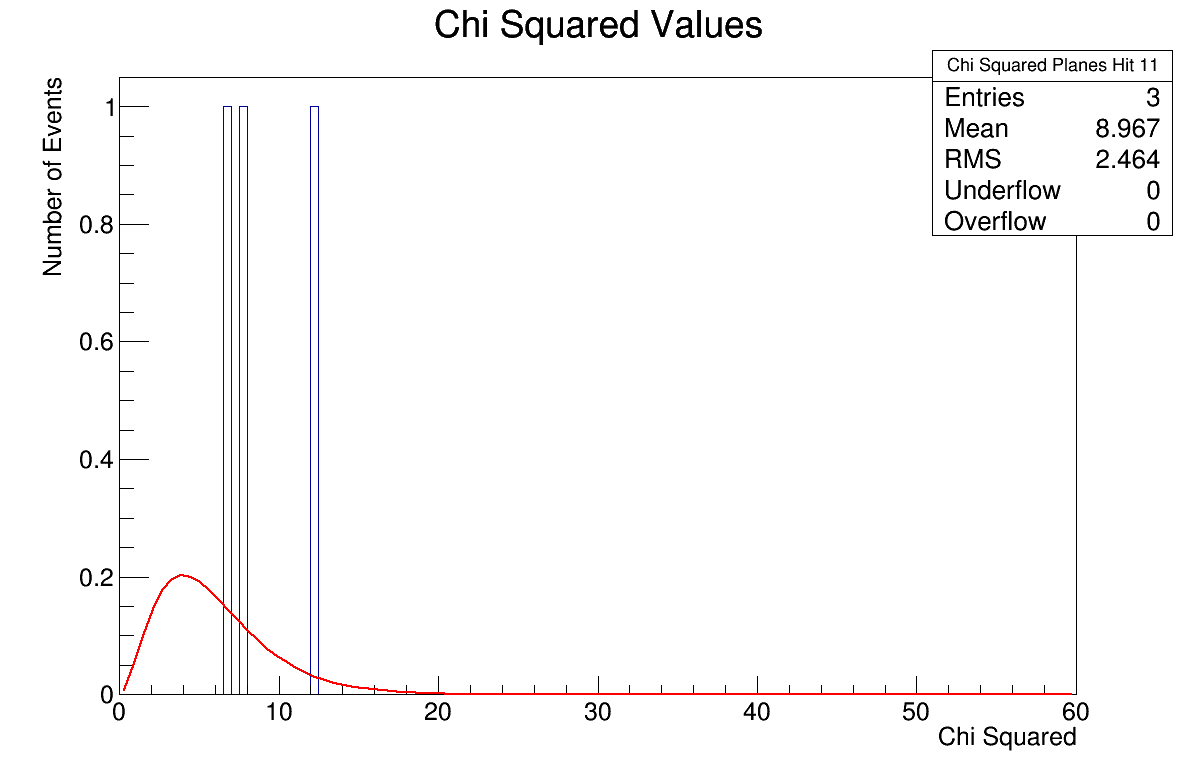 Chi Squared Values
Number of Events
Chi Squared Planes Hit 11
Entries 3
Mean 8.967
RMS 2.464
Underflow 0
Overflow 0
1
0.8
0.6
0.4
0.2
0
0 10 20 30 40 50 60
Chi Squared